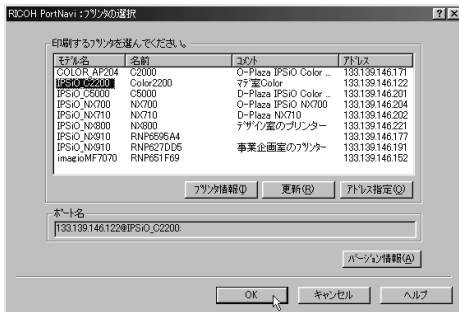 RICOH PortNavi : プリンタの選択
印刷するプリンタを選んでください。
モデル名 名前 コメント アドレス
COLOR_AP204 C2000 O-Plaza IPSiO Color ... 133.139.146.171
IPSiO_C2200 Color2200 マデ室Color 133.139.146.122
IPSiO_C5000 C5000 D-Plaza IPSiO Color ... 133.139.146.201
IPSiO_NX700 NX700 O-Plaza IPSiO NX700 133.139.146.204
IPSiO_NX710 NX710 D-Plaza NX710 133.139.146.202
IPSiO_NX800 NX800 デザイン室のプリンター 133.139.146.221
IPSiO_NX910 RNP6595A4 133.139.146.177
IPSiO_NX910 RNP627DD5 事業企画室のプリンター 133.139.146.191
imagioMF7070 RNP651F69 133.139.146.152
プリンタ情報(I) 更新(R) アドレス指定(Q)
ポート名
133.139.146.122@IPSiO_C2200:
バージョン情報(A)
OK キャンセル ヘルプ